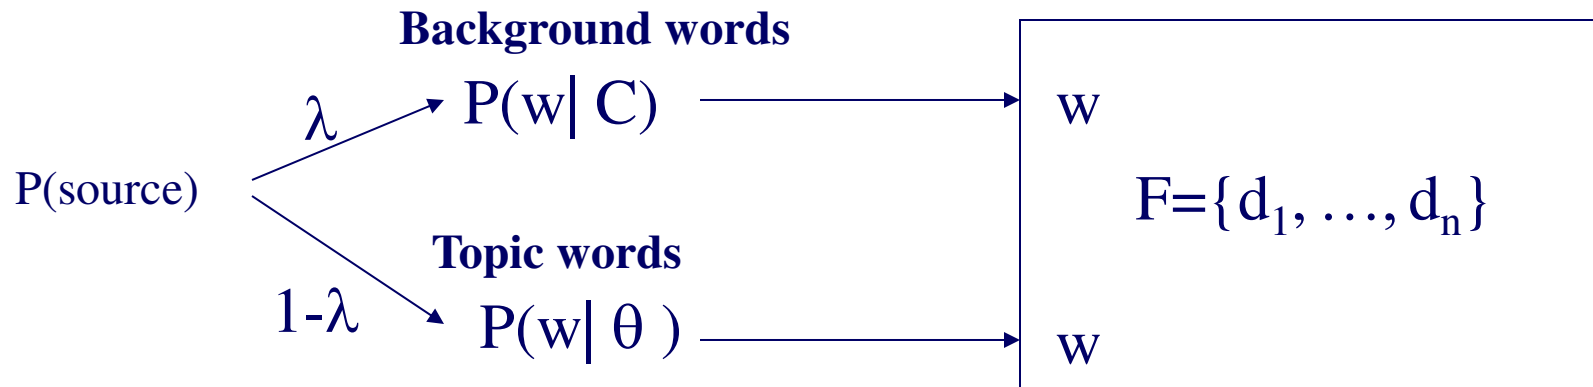 Background words
λ
P(w| C)
w
P(source)
F={d₁, …, dₙ}
Topic words
1-λ
P(w| θ )
w